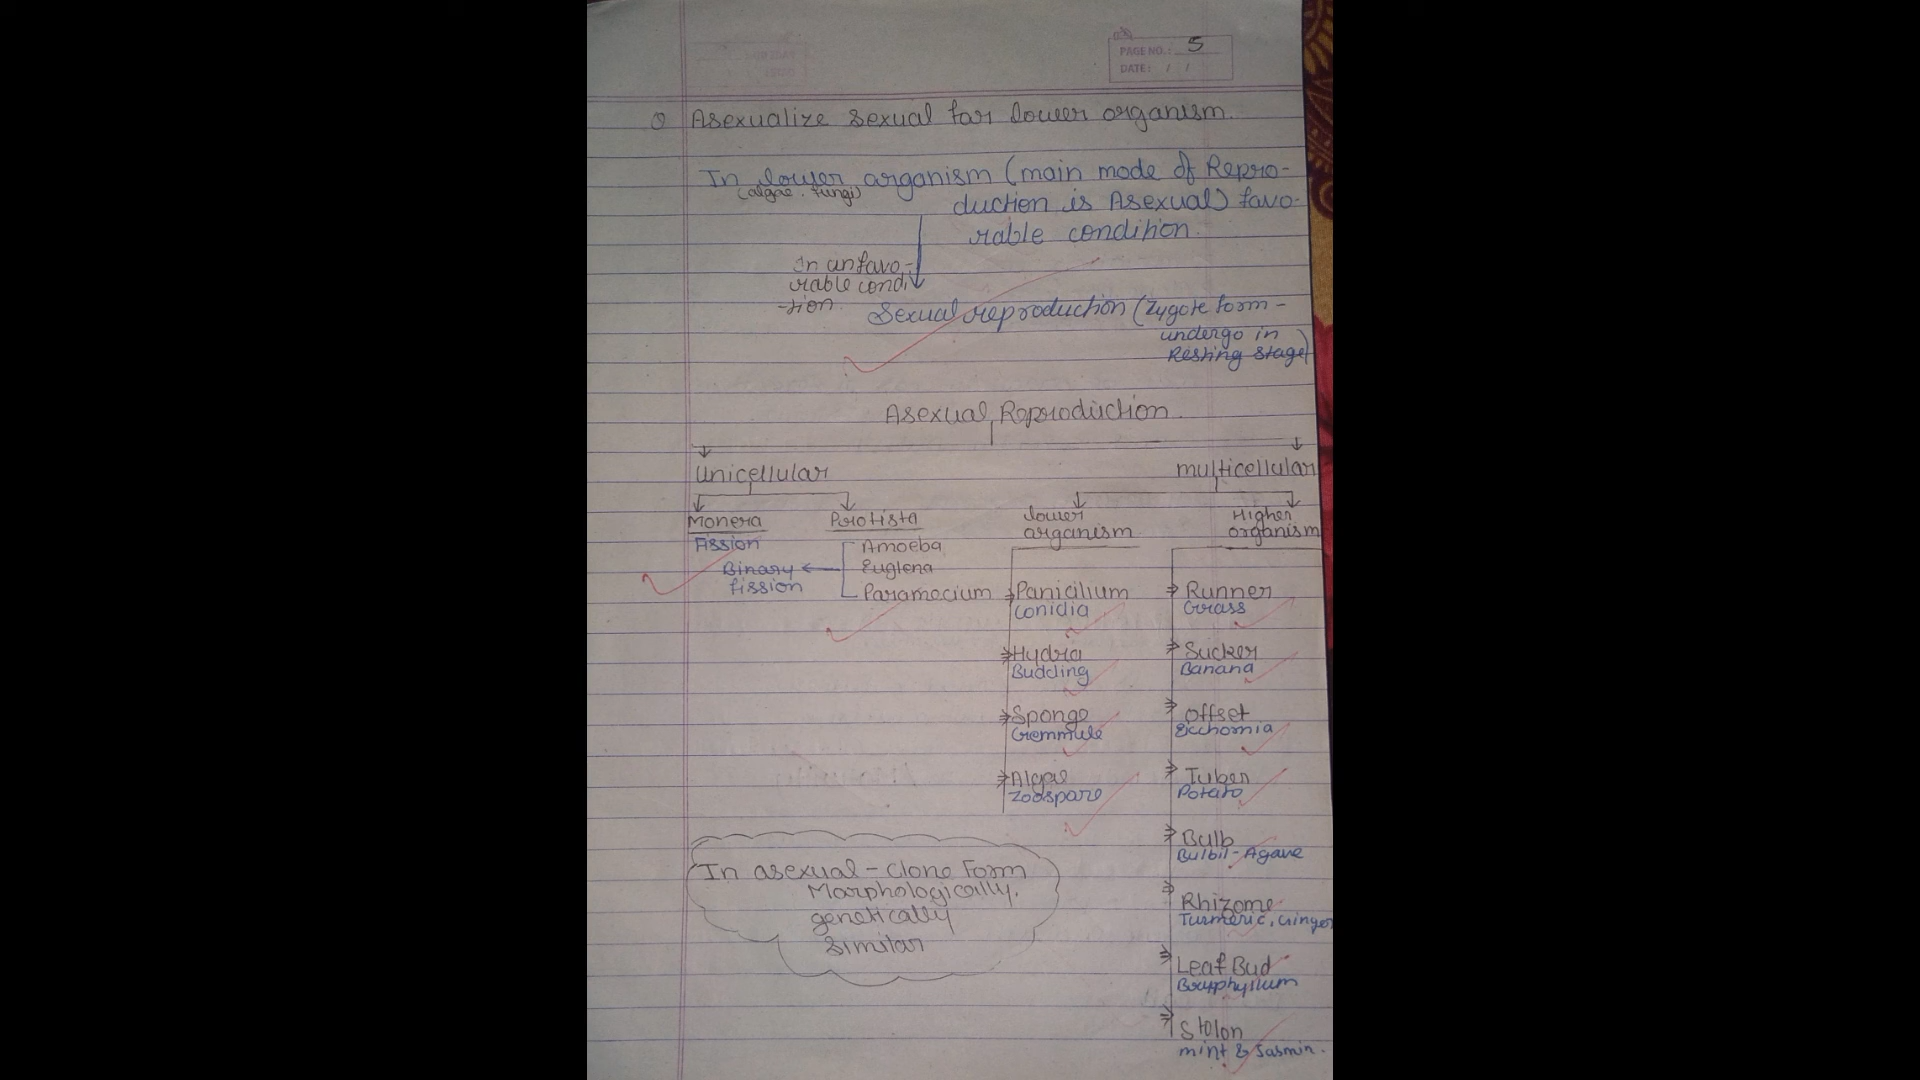 PAGE NO.: 5
DATE: / /
Asexualize sexual for lower organism.
In lower organism (main mode of Repro-
(algae. fungi)
duction is Asexual) favo-
rable condition.
In unfavo-
rable condi
-tion.
Sexual reproduction (Zygote form -
undergo in
Resting stage)
Asexual Reproduction
Unicellular
multicellular
Monera
Fission
Protista
Amoeba
Euglena
Paramecium
Binary
fission
lower
organism
Higher
organism
Panicilium
Conidia
Hydra
Budding
Sponge
Gemmule
Algae
Zoospore
Runner
Grass
Sucker
Banana
Offset
Eicchornia
Tuber
Potato
Bulb
Bulbil - Agave
Rhizome
Turmeric, Ginger
Leaf Bud
Bryophyllum
Stolon
mint & Jasmin.
In asexual - Clone Form
Morphologically,
genetically
Similar